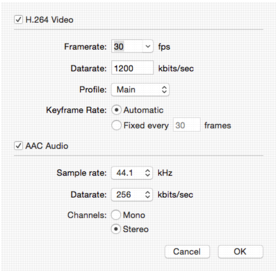 H.264 Video
Framerate: 30 fps
Datarate: 1200 kbits/sec
Profile: Main
Keyframe Rate: Automatic
Fixed every 30 frames
AAC Audio
Sample rate: 44.1 kHz
Datarate: 256 kbits/sec
Channels: Mono
Stereo
Cancel OK